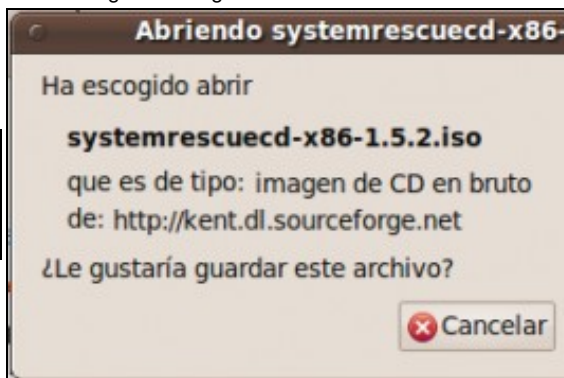 Abriendo systemrescuecd-x86-
Ha escogido abrir
systemrescuecd-x86-1.5.2.iso
que es de tipo: imagen de CD en bruto
de: http://kent.dl.sourceforge.net
¿Le gustaría guardar este archivo?
Cancelar